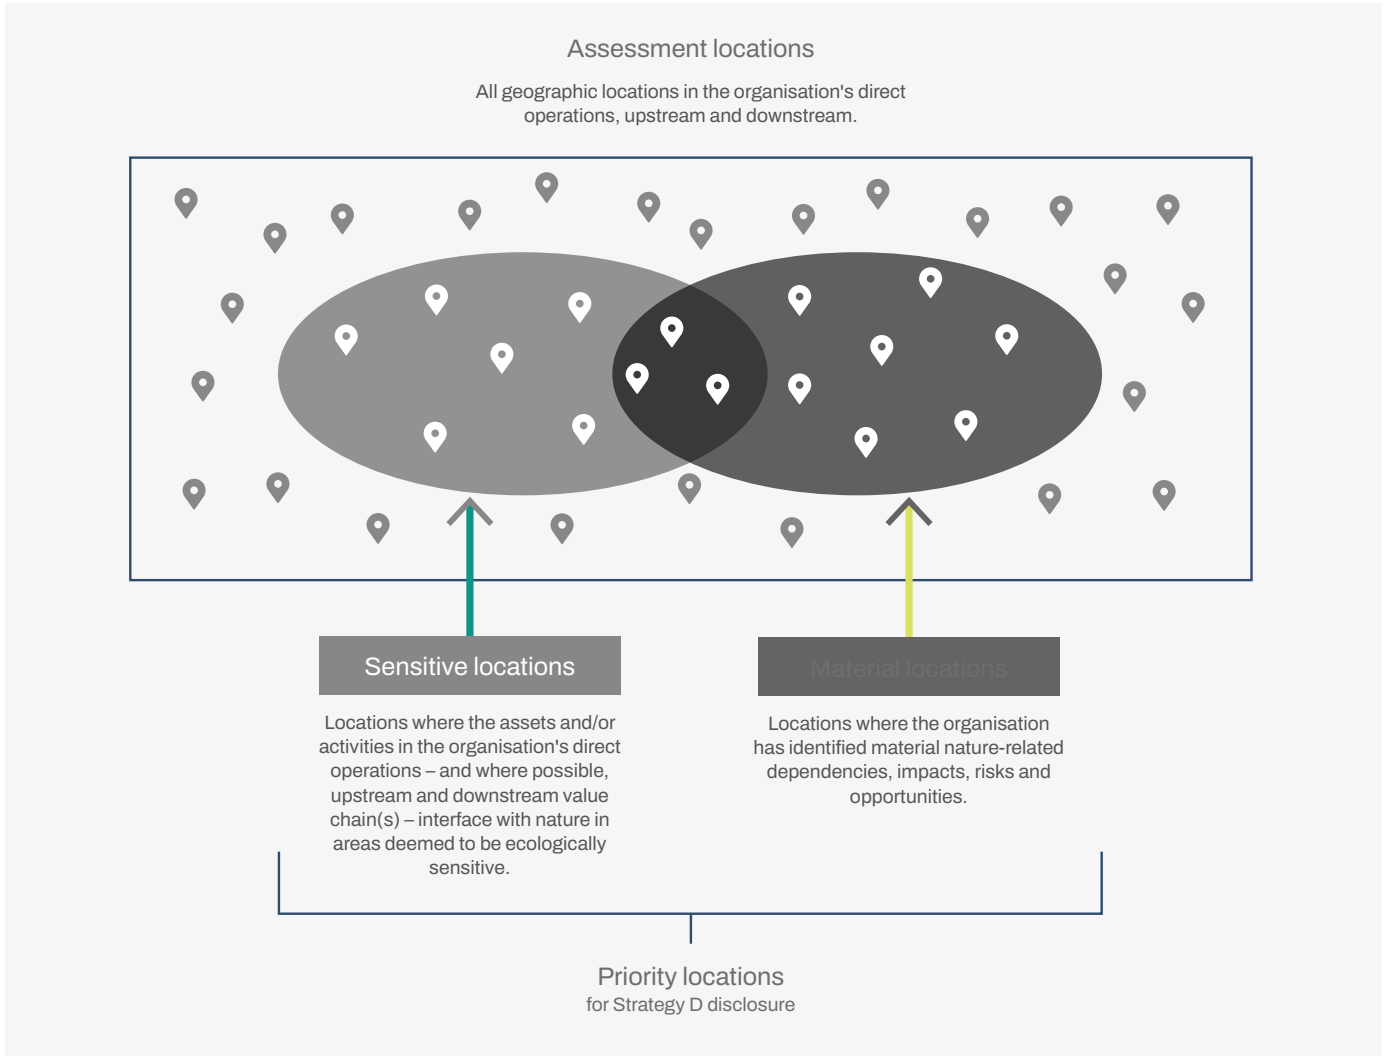 Assessment locations
All geographic locations in the organisation's direct
operations, upstream and downstream.
Sensitive locations
Locations where the assets and/or
activities in the organisation's direct
operations – and where possible,
upstream and downstream value
chain(s) – interface with nature in
areas deemed to be ecologically
sensitive.
Material locations
Locations where the organisation
has identified material nature-related
dependencies, impacts, risks and
opportunities.
Priority locations
for Strategy D disclosure